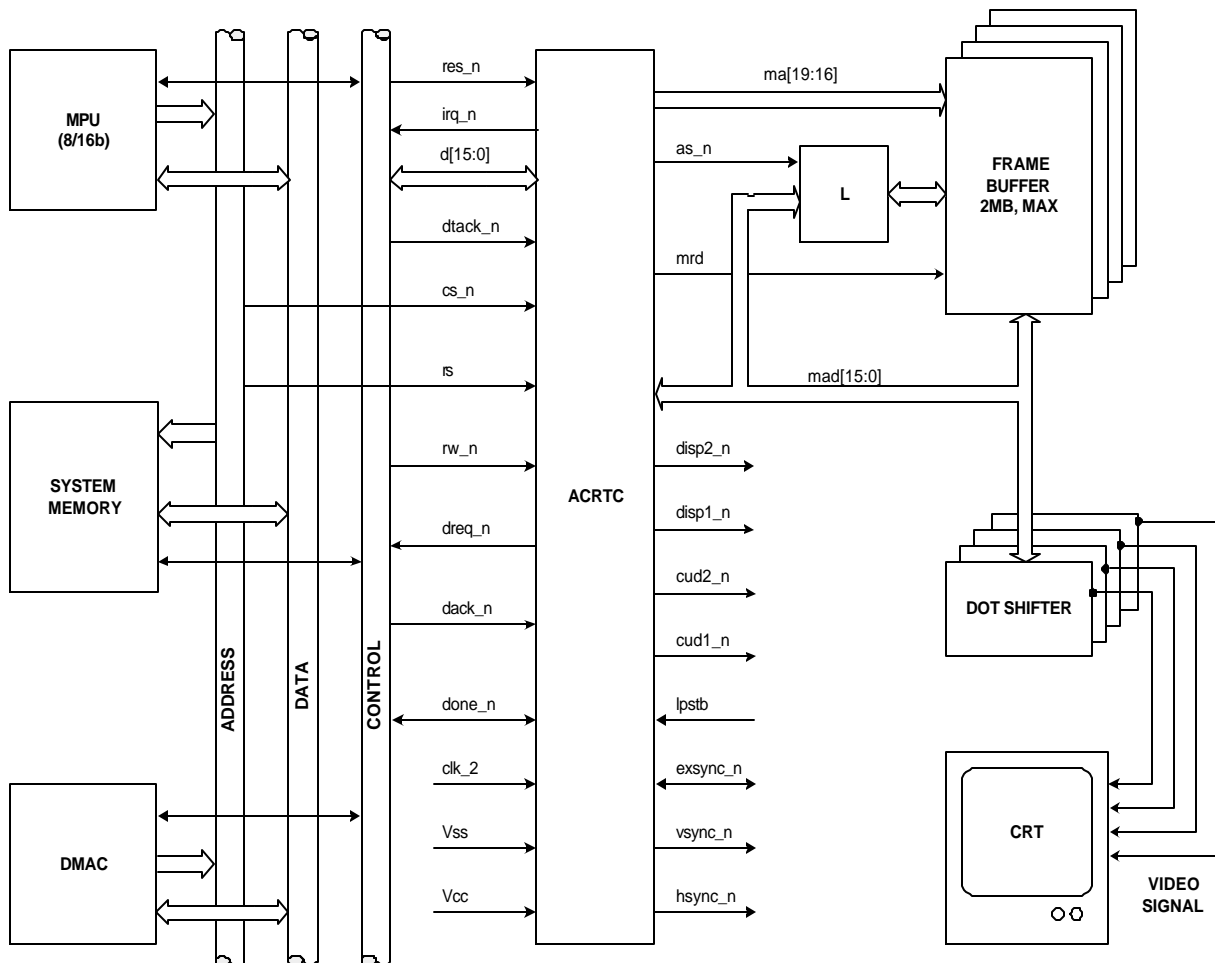 MPU
(8/16b)
SYSTEM
MEMORY
DMAC
ADDRESS
DATA
CONTROL
res_n
irq_n
d[15:0]
dtack_n
cs_n
rs
rw_n
dreq_n
dack_n
done_n
clk_2
Vss
Vcc
ACRTC
ma[19:16]
as_n
L
mrd
mad[15:0]
disp2_n
disp1_n
cud2_n
cud1_n
lpstb
exsync_n
vsync_n
hsync_n
FRAME
BUFFER
2MB, MAX
DOT SHIFTER
CRT
VIDEO
SIGNAL